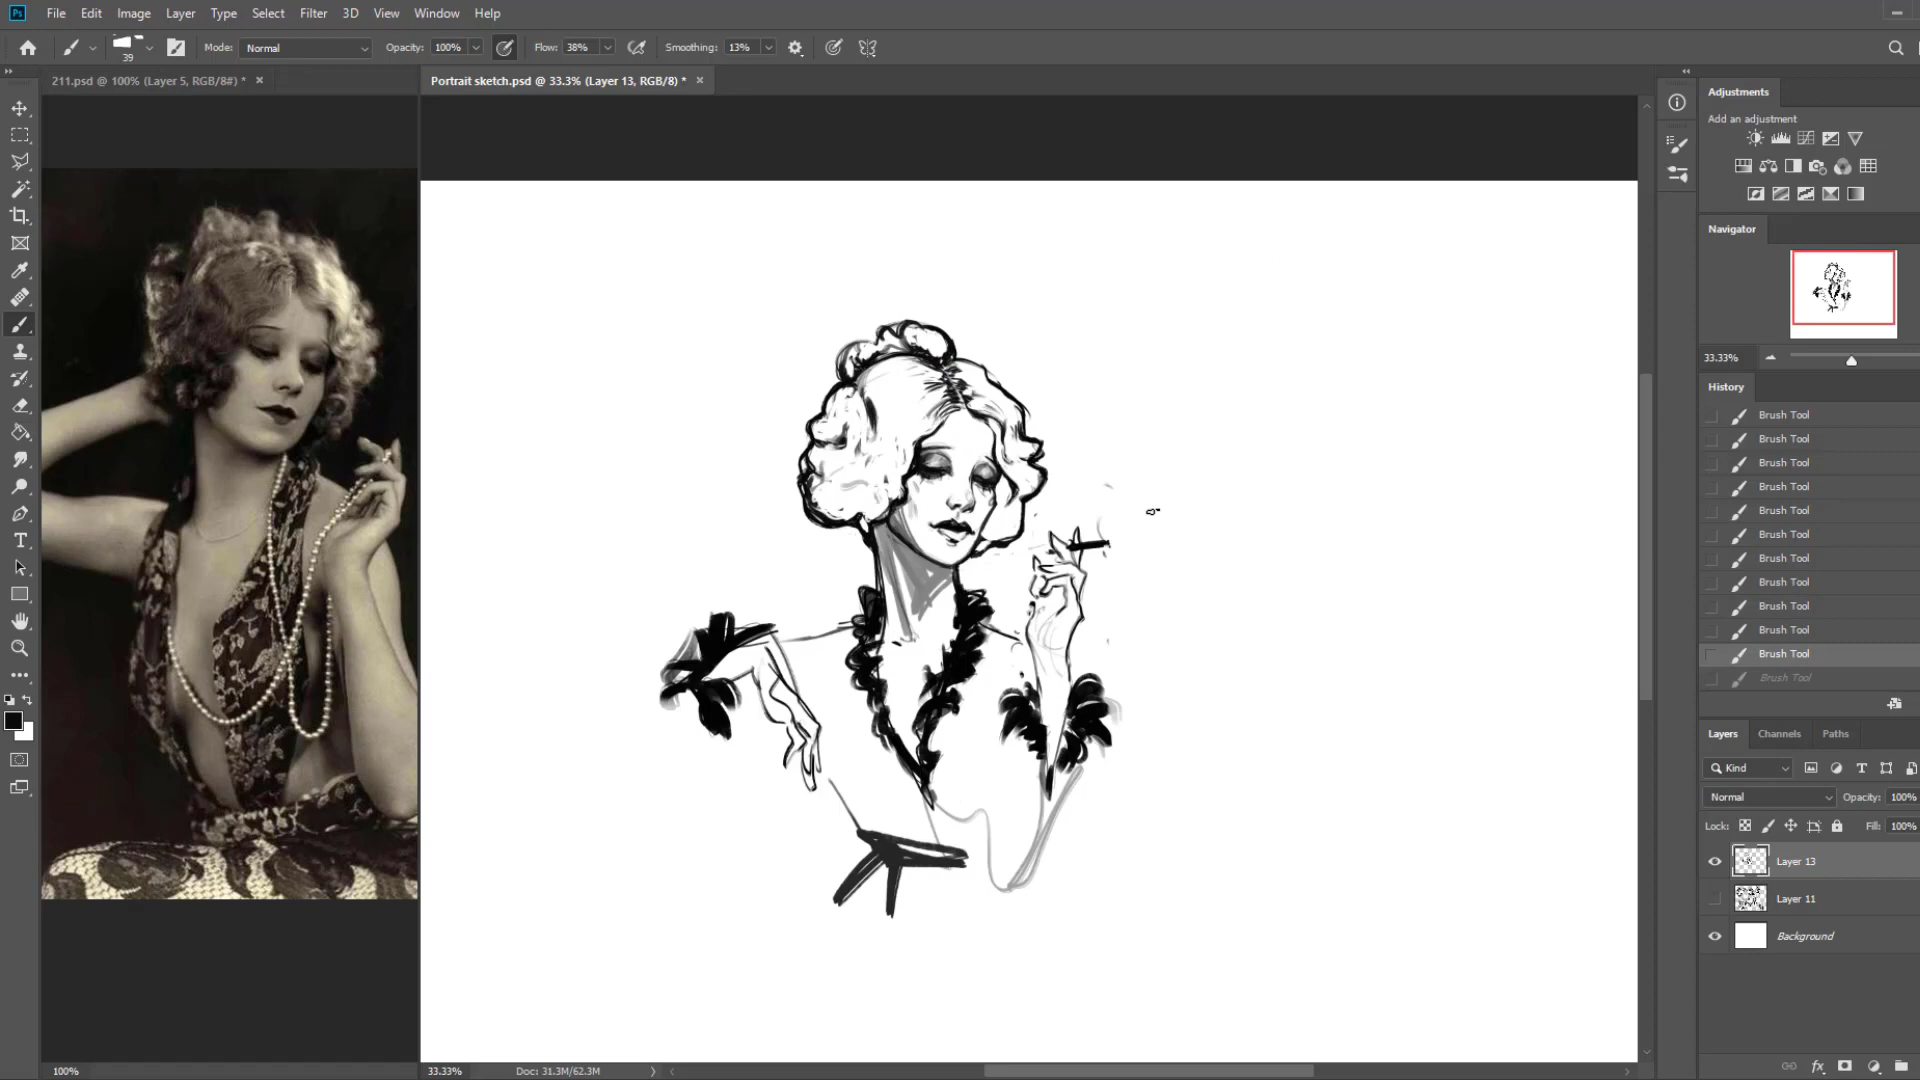 Ps File Edit Image Layer Type Select Filter 3D View Window Help
39 Mode: Normal Opacity: 100% Flow: 38% Smoothing: 13%
211.psd @ 100% (Layer 5, RGB/8#) * × Portrait sketch.psd @ 33.3% (Layer 13, RGB/8) * ×
Adjustments
Add an adjustment
Navigator
33.33%
History
Brush Tool
Brush Tool
Brush Tool
Brush Tool
Brush Tool
Brush Tool
Brush Tool
Brush Tool
Brush Tool
Brush Tool
Brush Tool
Brush Tool
Layers Channels Paths
Kind
Normal Opacity: 100%
Lock: Fill: 100%
Layer 13
Layer 11
Background
fx
100% 33.33% Doc: 31.3M/62.3M